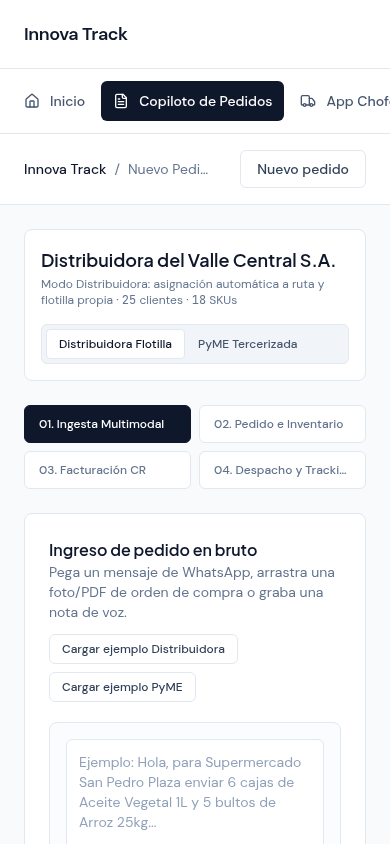 Innova Track
Inicio
Copiloto de Pedidos
App Chof
Innova Track / Nuevo Pedi...
Nuevo pedido
Distribuidora del Valle Central S.A.
Modo Distribuidora: asignación automática a ruta y
flotilla propia · 25 clientes · 18 SKUs
Distribuidora Flotilla
PyME Tercerizada
01. Ingesta Multimodal
02. Pedido e Inventario
03. Facturación CR
04. Despacho y Tracki...
Ingreso de pedido en bruto
Pega un mensaje de WhatsApp, arrastra una
foto/PDF de orden de compra o graba una
nota de voz.
Cargar ejemplo Distribuidora
Cargar ejemplo PyME
Ejemplo: Hola, para Supermercado
San Pedro Plaza enviar 6 cajas de
Aceite Vegetal 1L y 5 bultos de
Arroz 25kg...